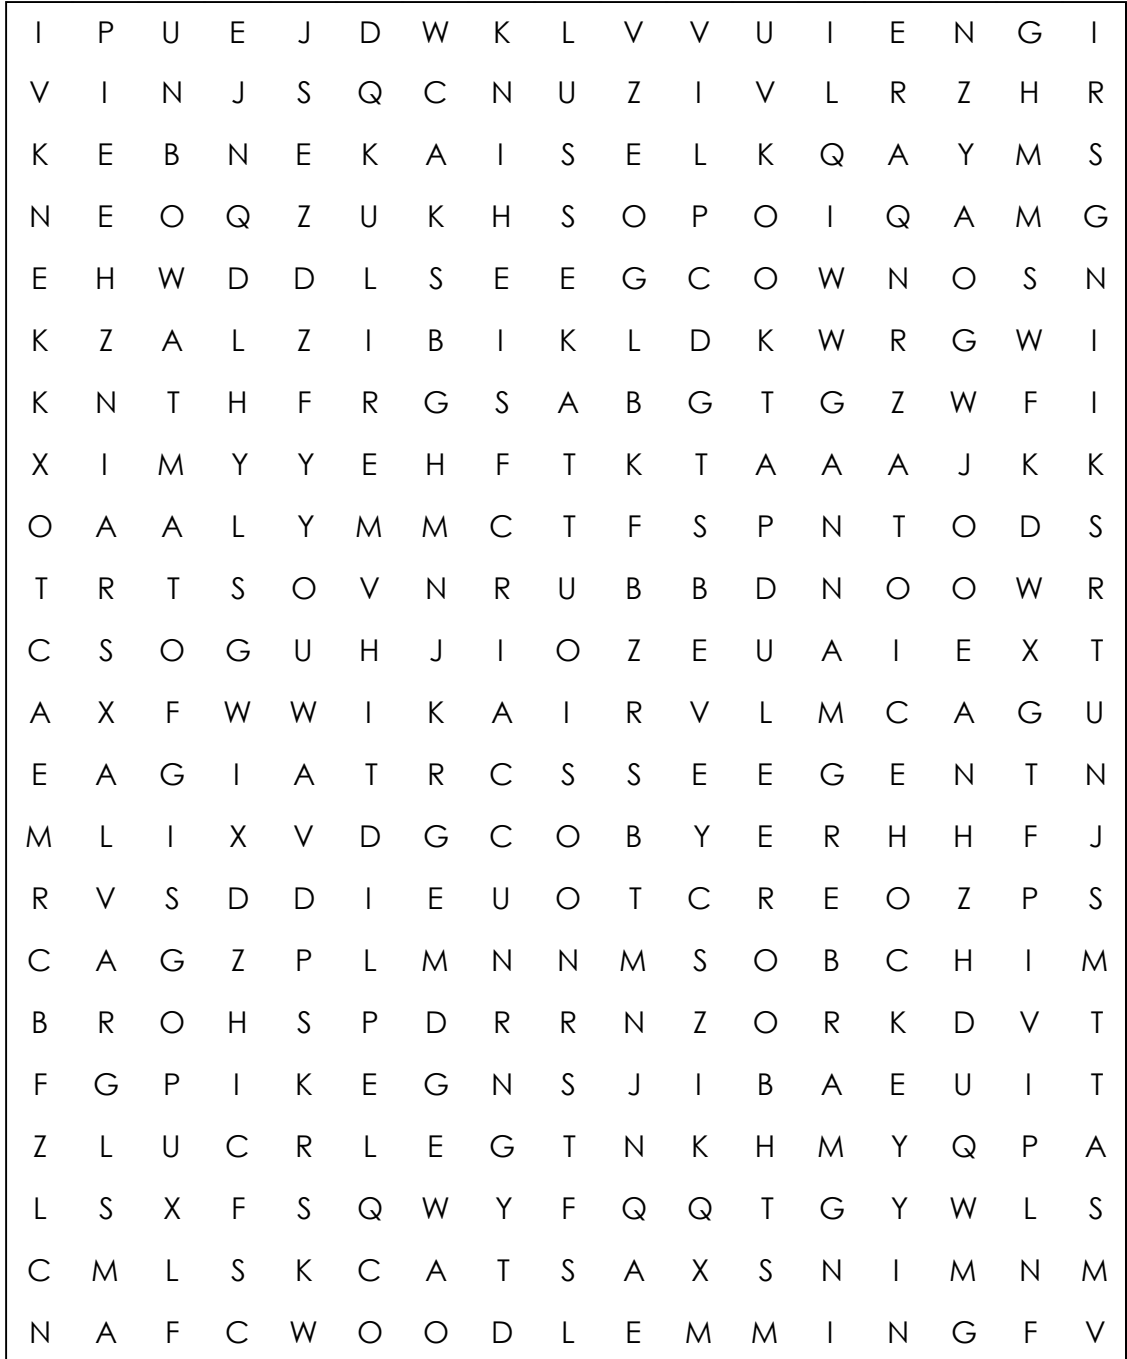 I P U E J D W K L V V U I E N G I
V I N J S Q C N U Z I V L R Z H R
K E B N E K A I S E L K Q A Y M S
N E O Q Z U K H S O P O I Q A M G
E H W D D L S E E G C O W N O S N
K Z A L Z I B I K L D K W R G W I
K N T H F R G S A B G T G Z W F I
X I M Y Y E H F T K T A A A J K K
O A A L Y M M C T F S P N T O D S
T R T S O V N R U B B D N O O W R
C S O G U H J I O Z E U A I E X T
A X F W W I K A I R V L M C A G U
E A G I A T R C S S E E G E N T N
M L I X V D G C O B Y E R H H F J
R V S D D I E U O T C R E O Z P S
C A G Z P L M N N M S O B C H I M
B R O H S P D R R N Z O R K D V T
F G P I K E G N S J I B A E U I T
Z L U C R L E G T N K H M Y Q P A
L S X F S Q W Y F Q Q T G Y W L S
C M L S K C A T S A X S N I M N M
N A F C W O O D L E M M I N G F V